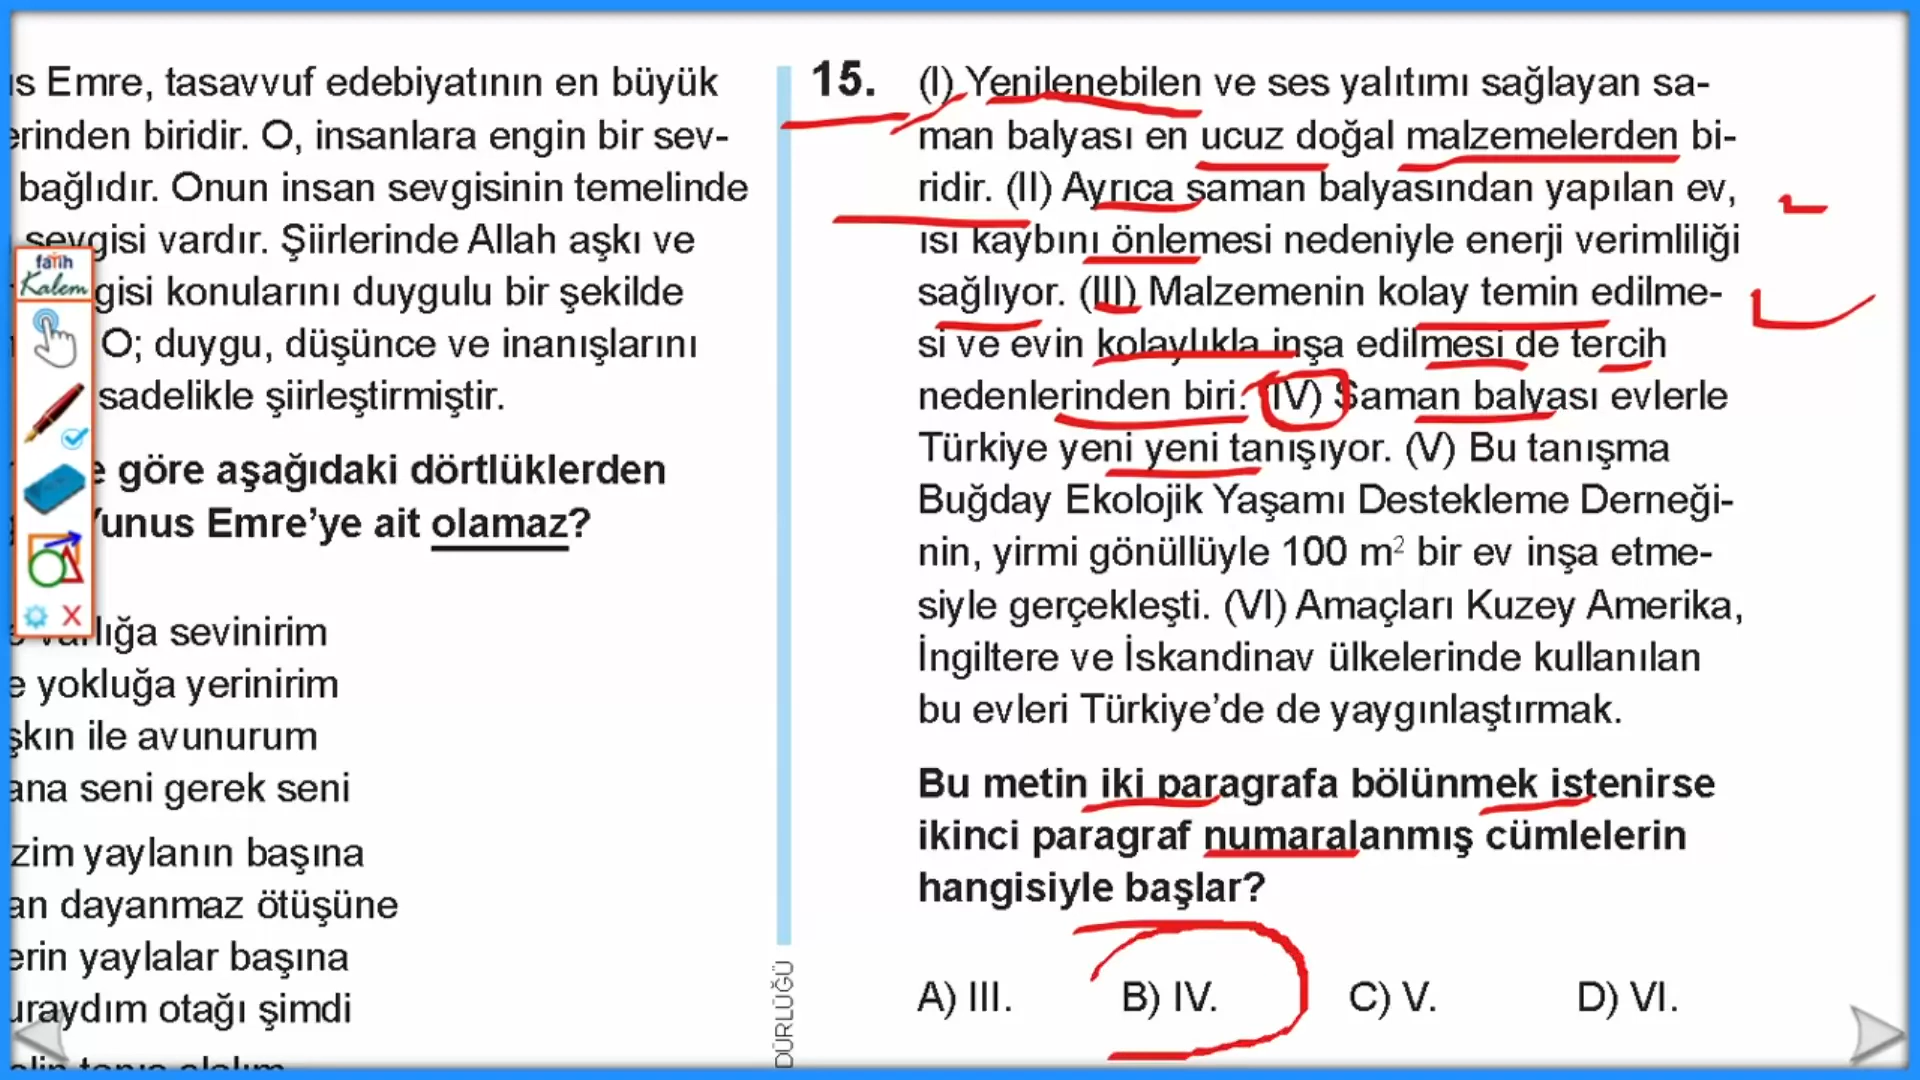 s Emre, tasavvuf edebiyatının en büyük
erinden biridir. O, insanlara engin bir sev-
bağlıdır. Onun insan sevgisinin temelinde
sevgisi vardır. Şiirlerinde Allah aşkı ve
gisi konularını duygulu bir şekilde
O; duygu, düşünce ve inanışlarını
sadelikle şiirleştirmiştir.
e göre aşağıdaki dörtlüklerden
Yunus Emre’ye ait olamaz?
varlığa sevinirim
e yokluğa yerinirim
şkın ile avunurum
ana seni gerek seni
zim yaylanın başına
an dayanmaz ötüşüne
erin yaylalar başına
uraydım otağı şimdi
fatih
Kalem
DÜRLÜĞÜ
15. (I) Yenilenebilen ve ses yalıtımı sağlayan sa-
man balyası en ucuz doğal malzemelerden bi-
ridir. (II) Ayrıca saman balyasından yapılan ev,
ısı kaybını önlemesi nedeniyle enerji verimliliği
sağlıyor. (III) Malzemenin kolay temin edilme-
si ve evin kolaylıkla inşa edilmesi de tercih
nedenlerinden biri. (IV) Saman balyası evlerle
Türkiye yeni yeni tanışıyor. (V) Bu tanışma
Buğday Ekolojik Yaşamı Destekleme Derneği-
nin, yirmi gönüllüyle 100 m² bir ev inşa etme-
siyle gerçekleşti. (VI) Amaçları Kuzey Amerika,
İngiltere ve İskandinav ülkelerinde kullanılan
bu evleri Türkiye’de de yaygınlaştırmak.
Bu metin iki paragrafa bölünmek istenirse
ikinci paragraf numaralanmış cümlelerin
hangisiyle başlar?
A) III. B) IV. C) V. D) VI.